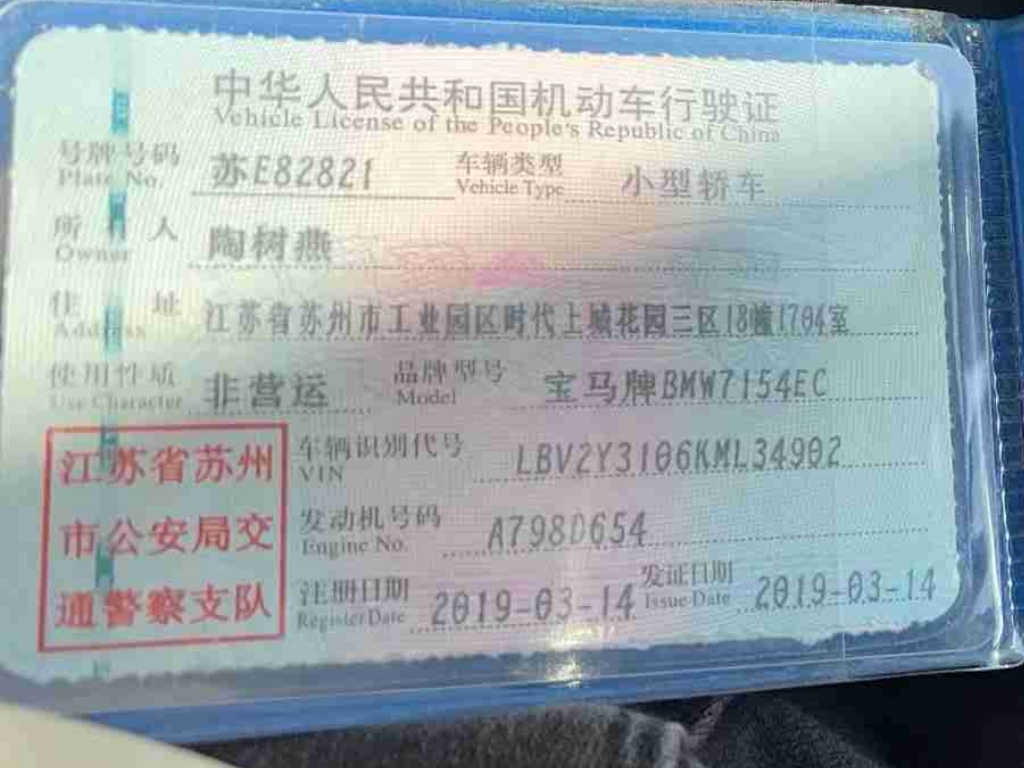 中华人民共和国机动车行驶证
Vehicle License of the People's Republic of China
号牌号码 苏E82821 车辆类型 小型轿车
Plate No. Vehicle Type
所有人 陶树燕
Owner
住址 江苏省苏州市工业园区时代上城花园三区18幢1704室
Address
使用性质 非营运 品牌型号 宝马牌BMW7154EC
Use Character Model
江苏省苏州 车辆识别代号 LBV2Y3106KML34902
VIN
市公安局交 发动机号码 A798D654
Engine No.
通警察支队 注册日期 2019-03-14 发证日期 2019-03-14
Register Date Issue Date